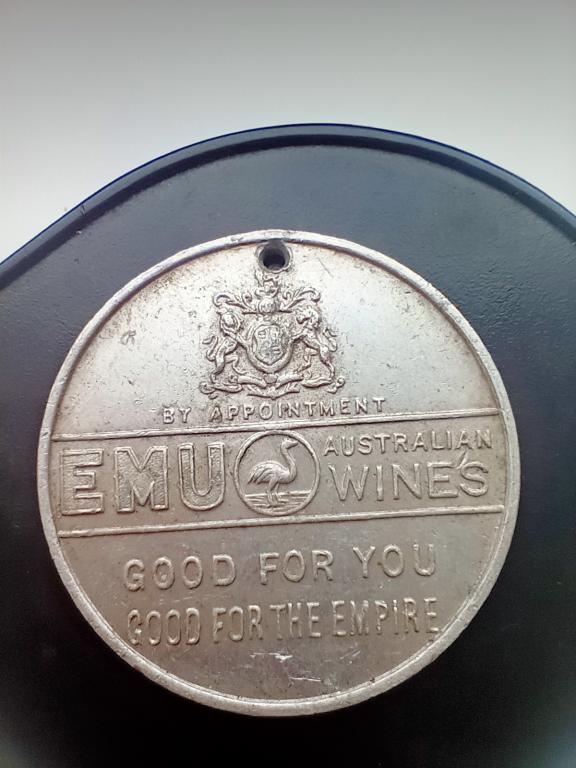 BY APPOINTMENT
EMU AUSTRALIAN WINES
GOOD FOR YOU
GOOD FOR THE EMPIRE